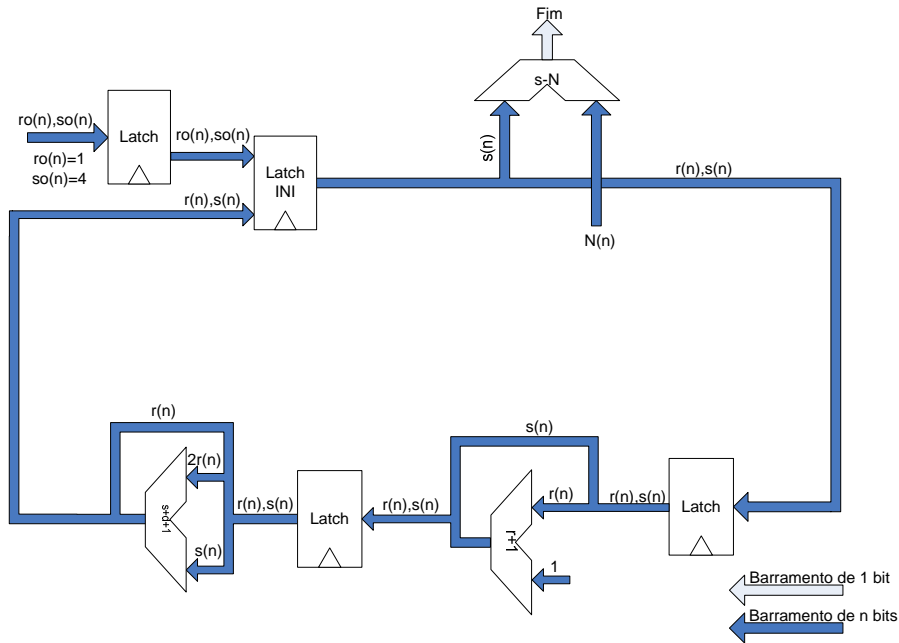 Fim
s-N
ro(n),so(n)
ro(n)=1
so(n)=4
Latch
ro(n),so(n)
r(n),s(n)
Latch
INI
s(n)
N(n)
r(n),s(n)
r(n)
2r(n)
s+d+1
s(n)
r(n),s(n)
Latch
r(n),s(n)
s(n)
r(n)
r+1
1
r(n),s(n)
Latch
Barramento de 1 bit
Barramento de n bits